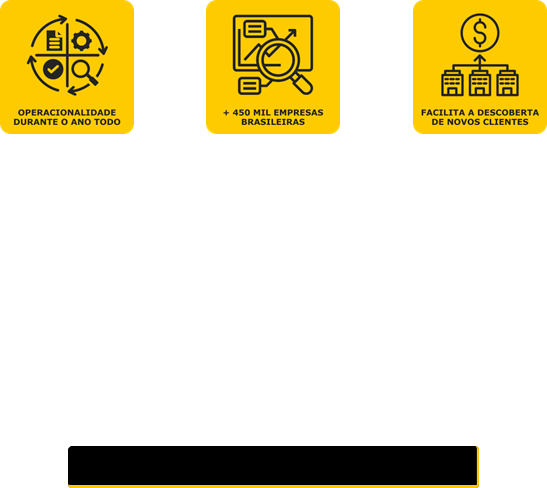 OPERACIONALIDADE
DURANTE O ANO TODO
+ 450 MIL EMPRESAS
BRASILEIRAS
FACILITA A DESCOBERTA
DE NOVOS CLIENTES